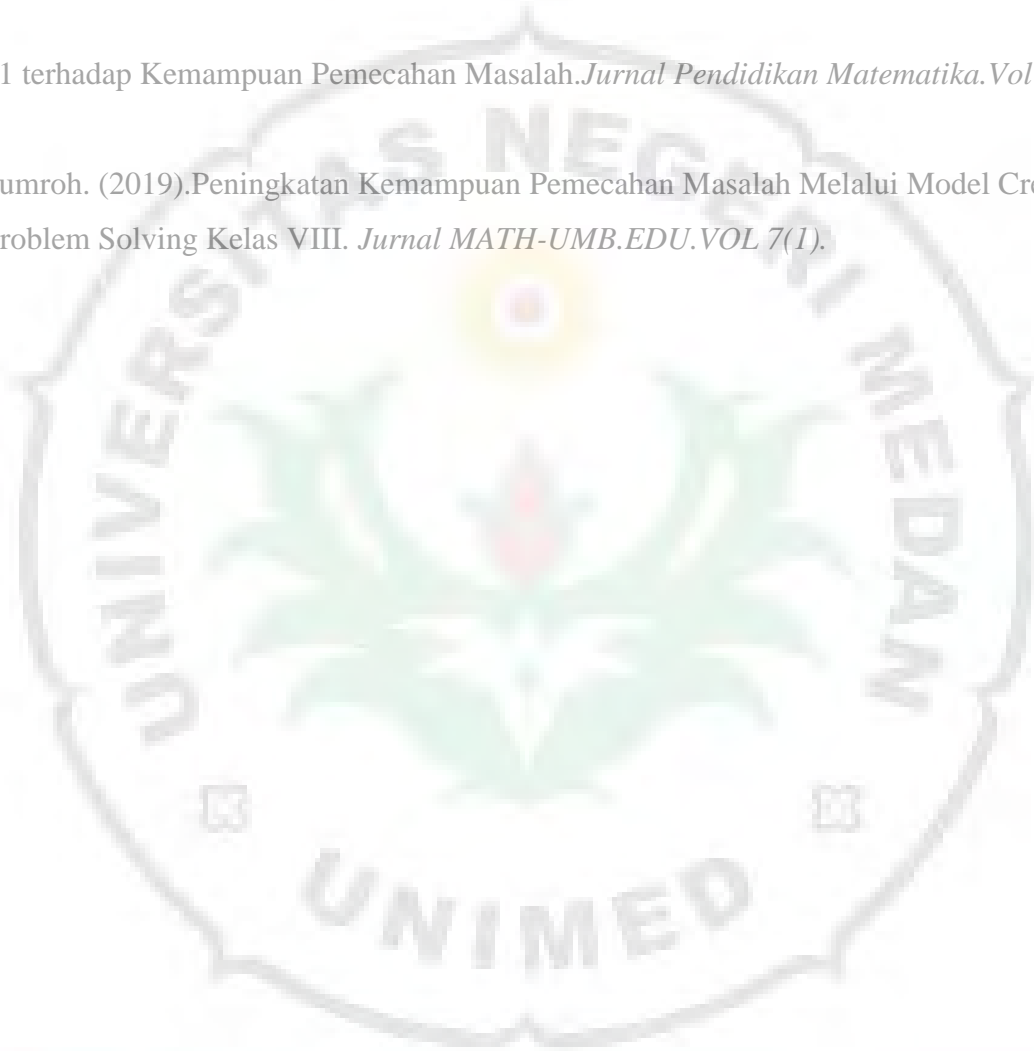 1 terhadap Kemampuan Pemecahan Masalah.Jurnal Pendidikan Matematika.Vol
umroh. (2019).Peningkatan Kemampuan Pemecahan Masalah Melalui Model Cr
roblem Solving Kelas VIII. Jurnal MATH-UMB.EDU.VOL 7(1).
UNIVERSITAS NEGERI MEDAN
UNIMED